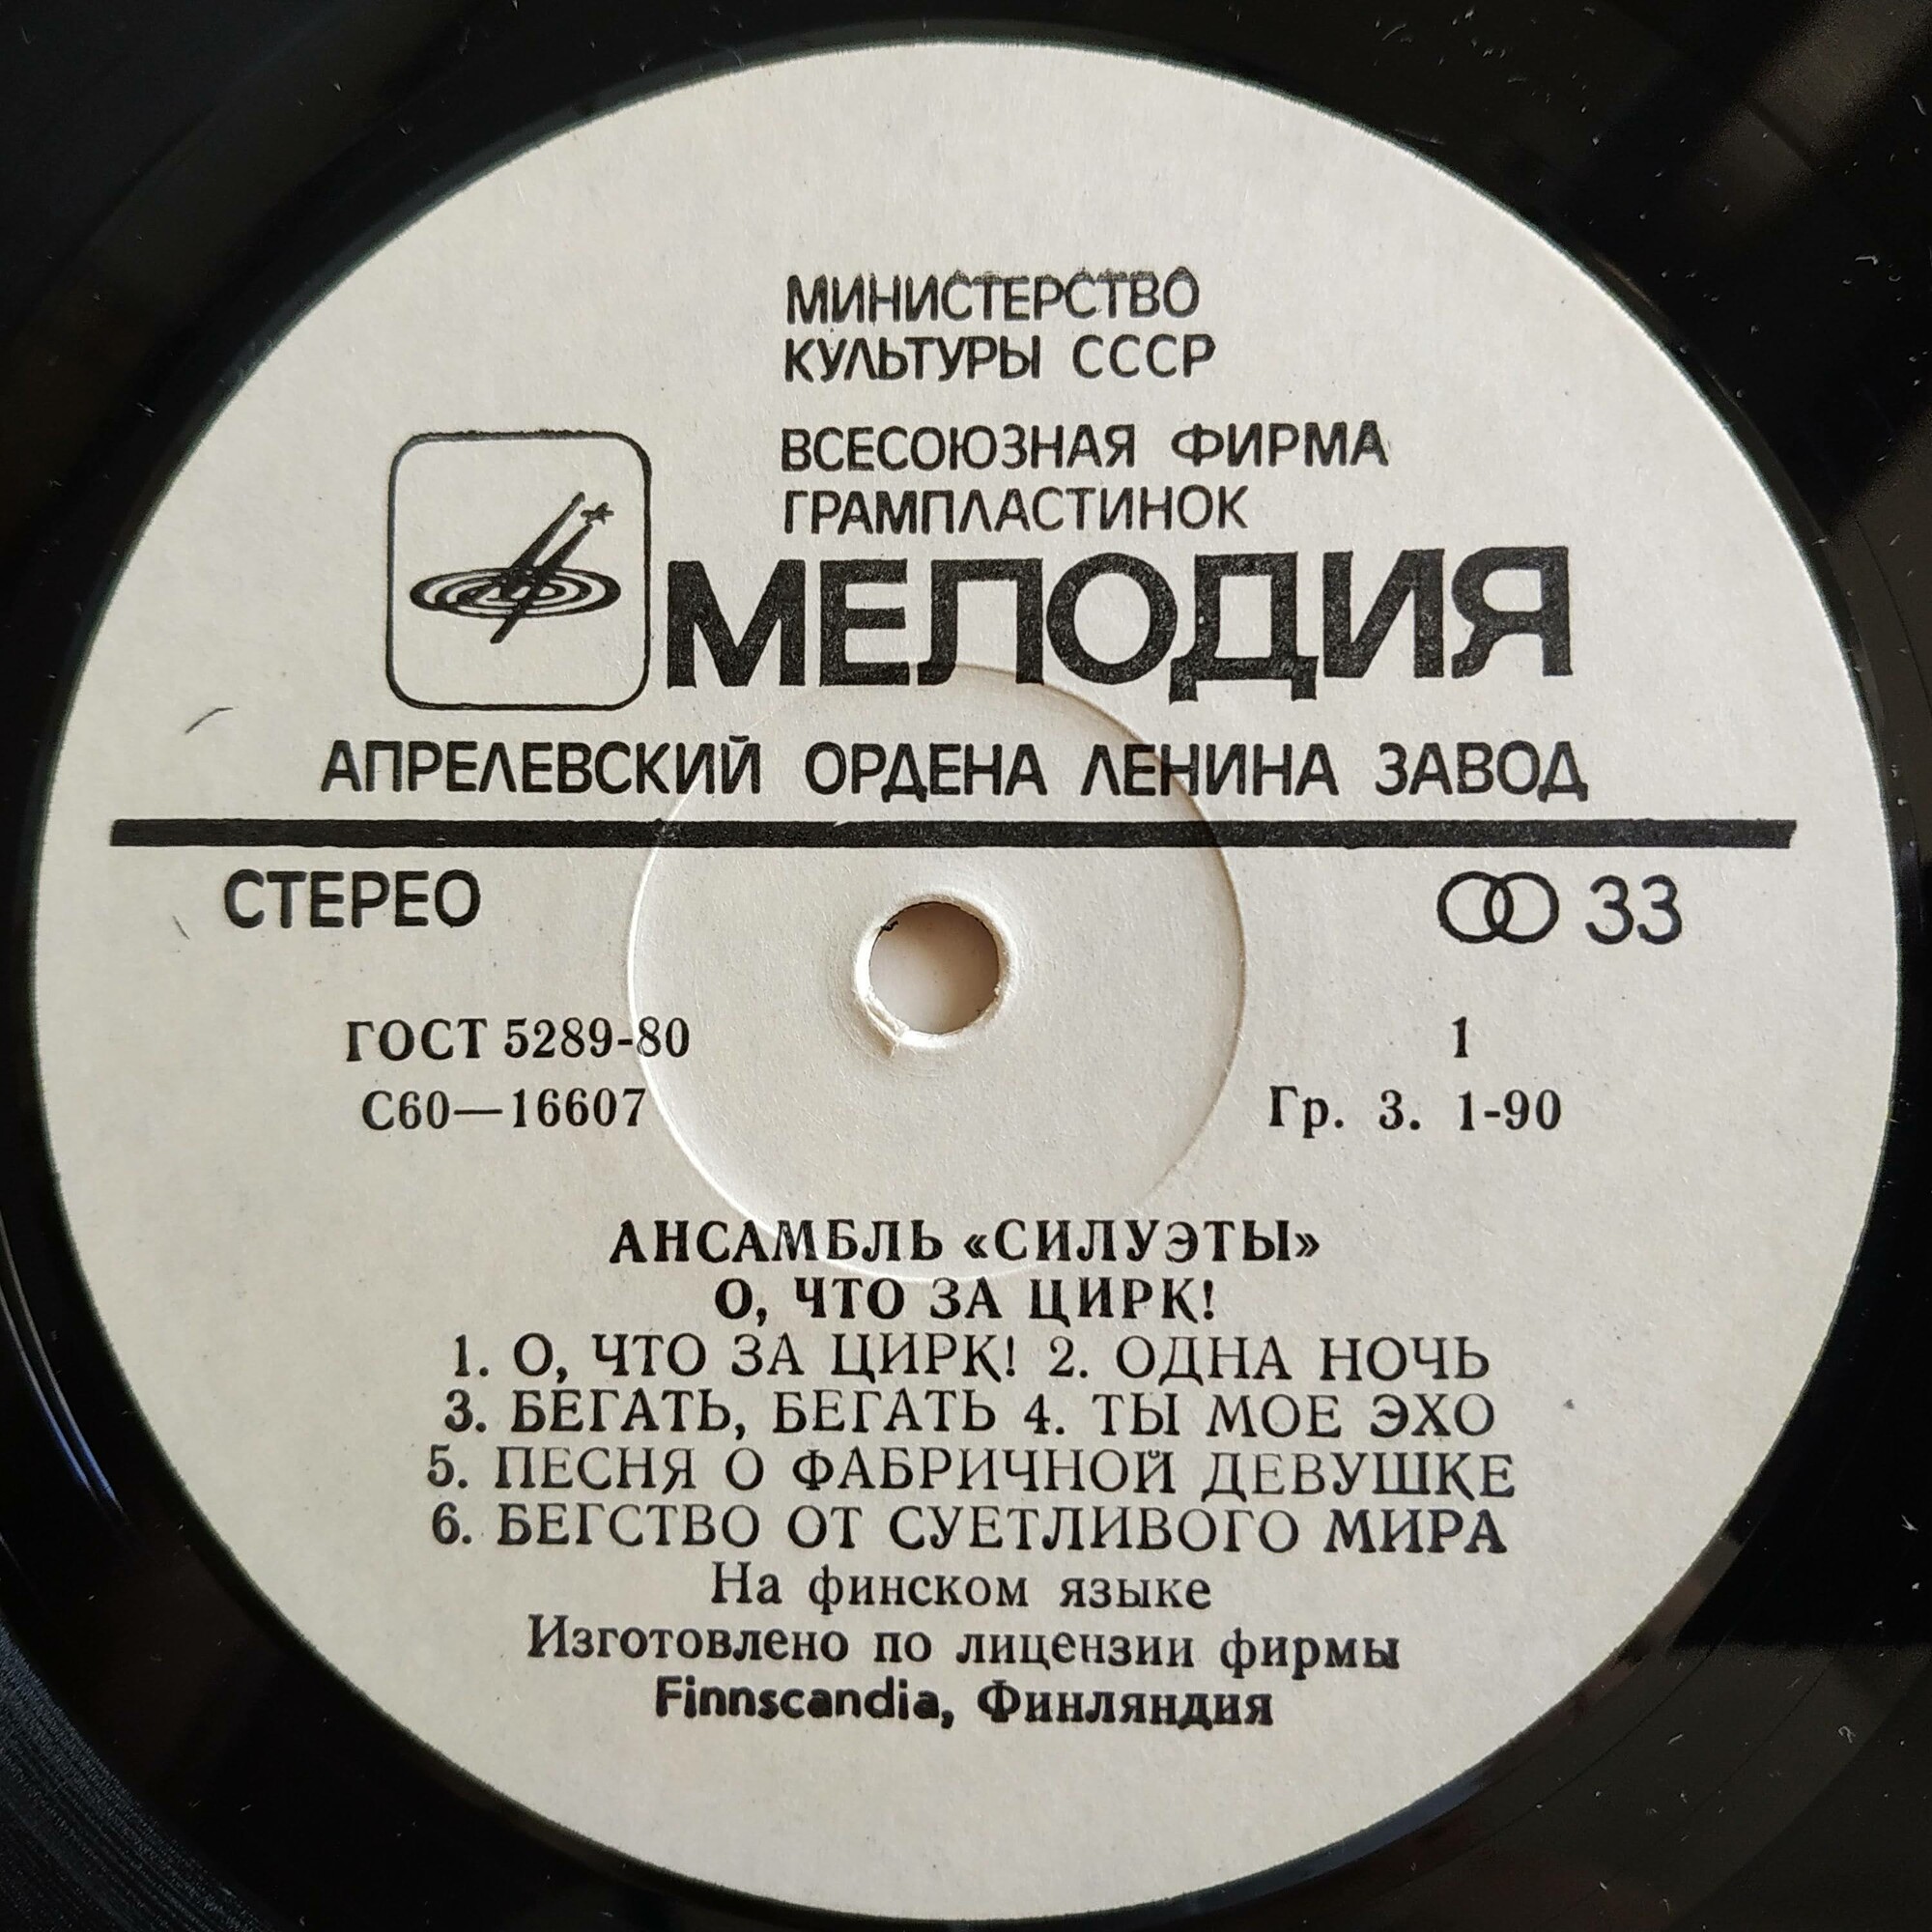 МИНИСТЕРСТВО
КУЛЬТУРЫ СССР
ВСЕСОЮЗНАЯ ФИРМА
ГРАМПЛАСТИНОК
МЕЛОДИЯ
АПРЕЛЕВСКИЙ ОРДЕНА ЛЕНИНА ЗАВОД
СТЕРЕО 33
ГОСТ 5289-80 1
С60—16607 Гр. 3. 1-90
АНСАМБЛЬ «СИЛУЭТЫ»
О, ЧТО ЗА ЦИРК!
1. О, ЧТО ЗА ЦИРК! 2. ОДНА НОЧЬ
3. БЕГАТЬ, БЕГАТЬ 4. ТЫ МОЕ ЭХО
5. ПЕСНЯ О ФАБРИЧНОЙ ДЕВУШКЕ
6. БЕГСТВО ОТ СУЕТЛИВОГО МИРА
На финском языке
Изготовлено по лицензии фирмы
Finnscandia, Финляндия